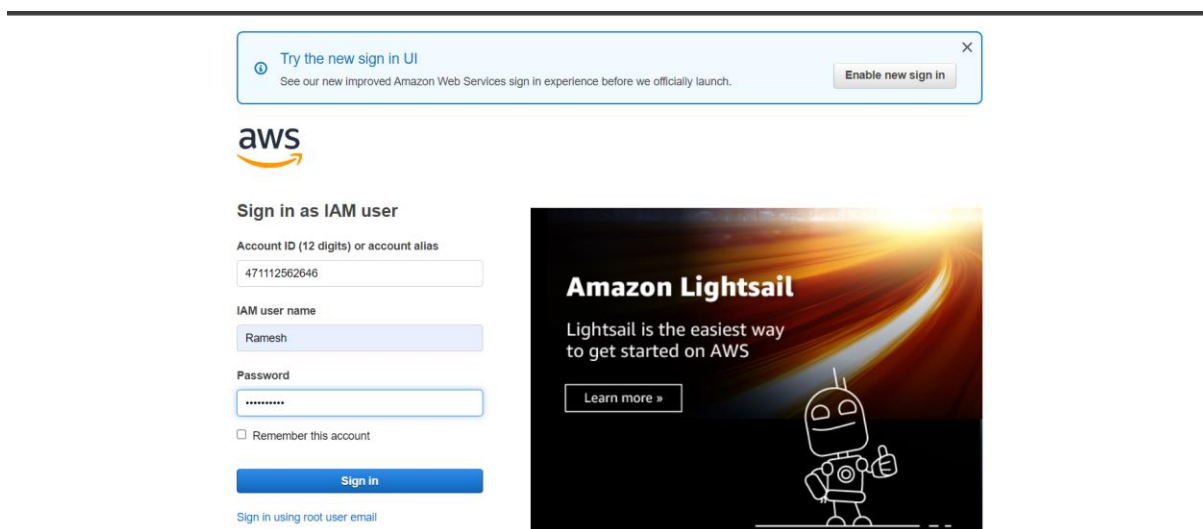 Try the new sign in UI
See our new improved Amazon Web Services sign in experience before we officially launch.
Enable new sign in
aws
Sign in as IAM user
Account ID (12 digits) or account alias
471112562646
IAM user name
Ramesh
Password
••••••••••
Remember this account
Sign in
Sign in using root user email
Amazon Lightsail
Lightsail is the easiest way
to get started on AWS
Learn more »